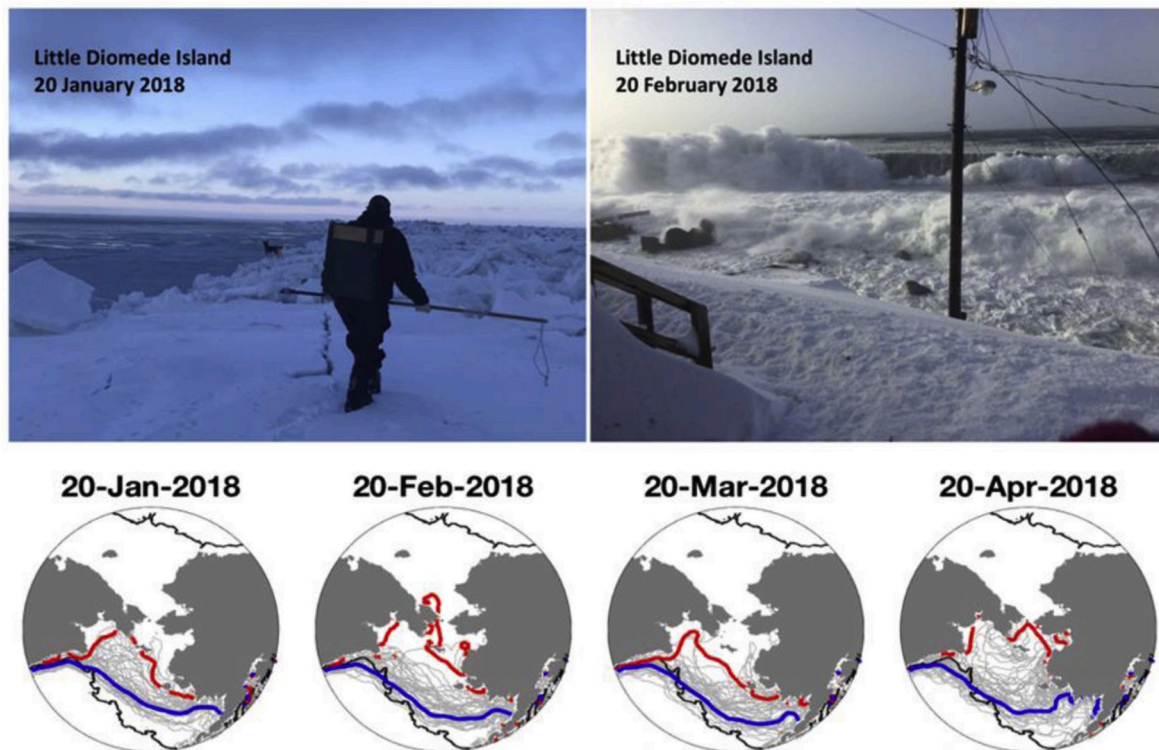 Little Diomede Island
20 January 2018
Little Diomede Island
20 February 2018
20-Jan-2018
20-Feb-2018
20-Mar-2018
20-Apr-2018